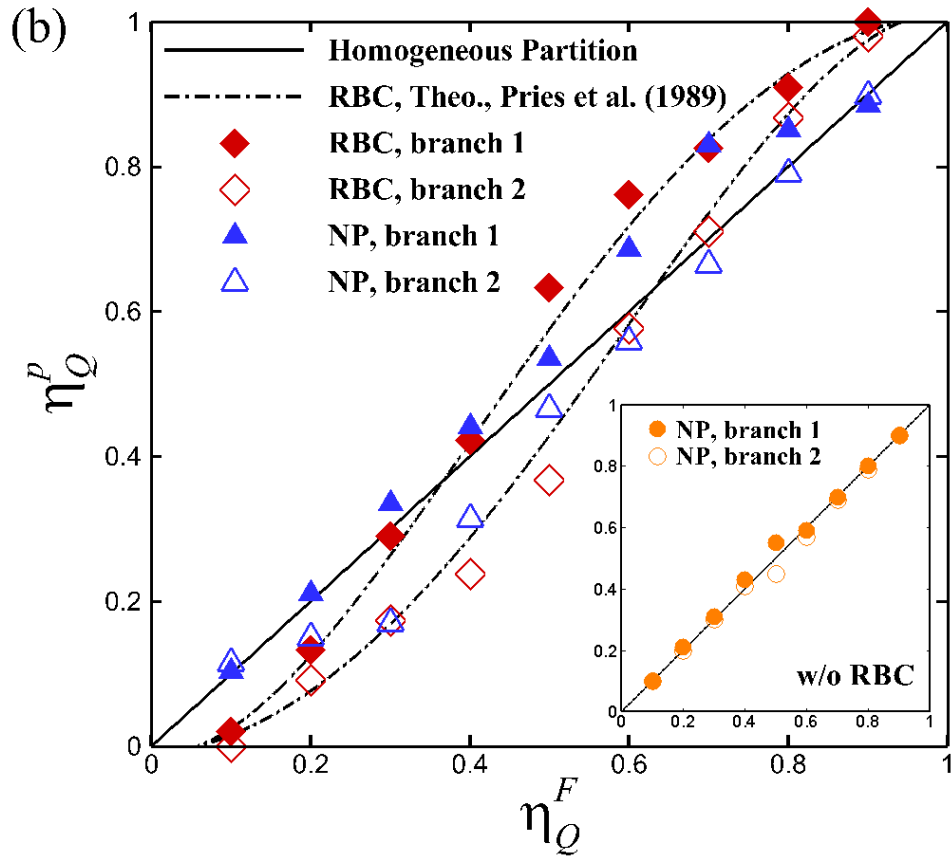 (b)
1
Homogeneous Partition
RBC, Theo., Pries et al. (1989)
RBC, branch 1
RBC, branch 2
NP, branch 1
NP, branch 2
0.8
0.6
0.4
0.2
0
η_Q^p
1
0.8
0.6
0.4
0.2
0
NP, branch 1
NP, branch 2
w/o RBC
0 0.2 0.4 0.6 0.8 1
0 0.2 0.4 0.6 0.8 1
η_Q^F